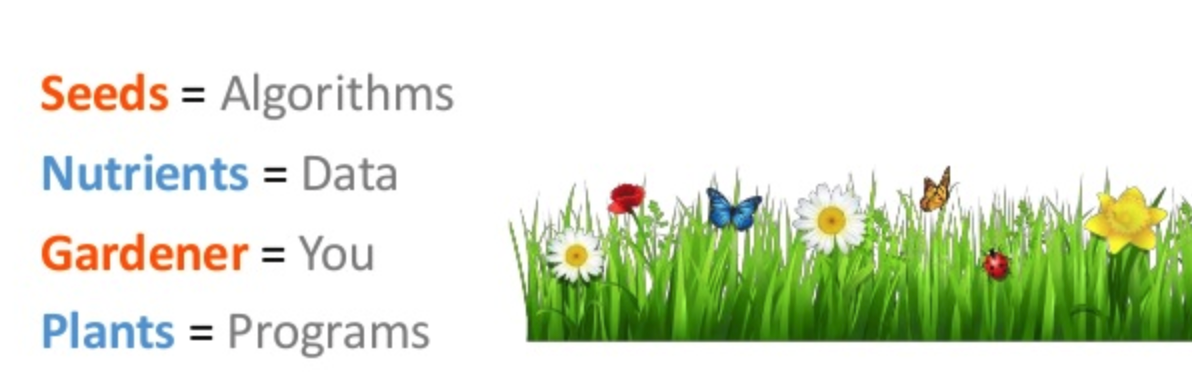 Seeds = Algorithms
Nutrients = Data
Gardener = You
Plants = Programs